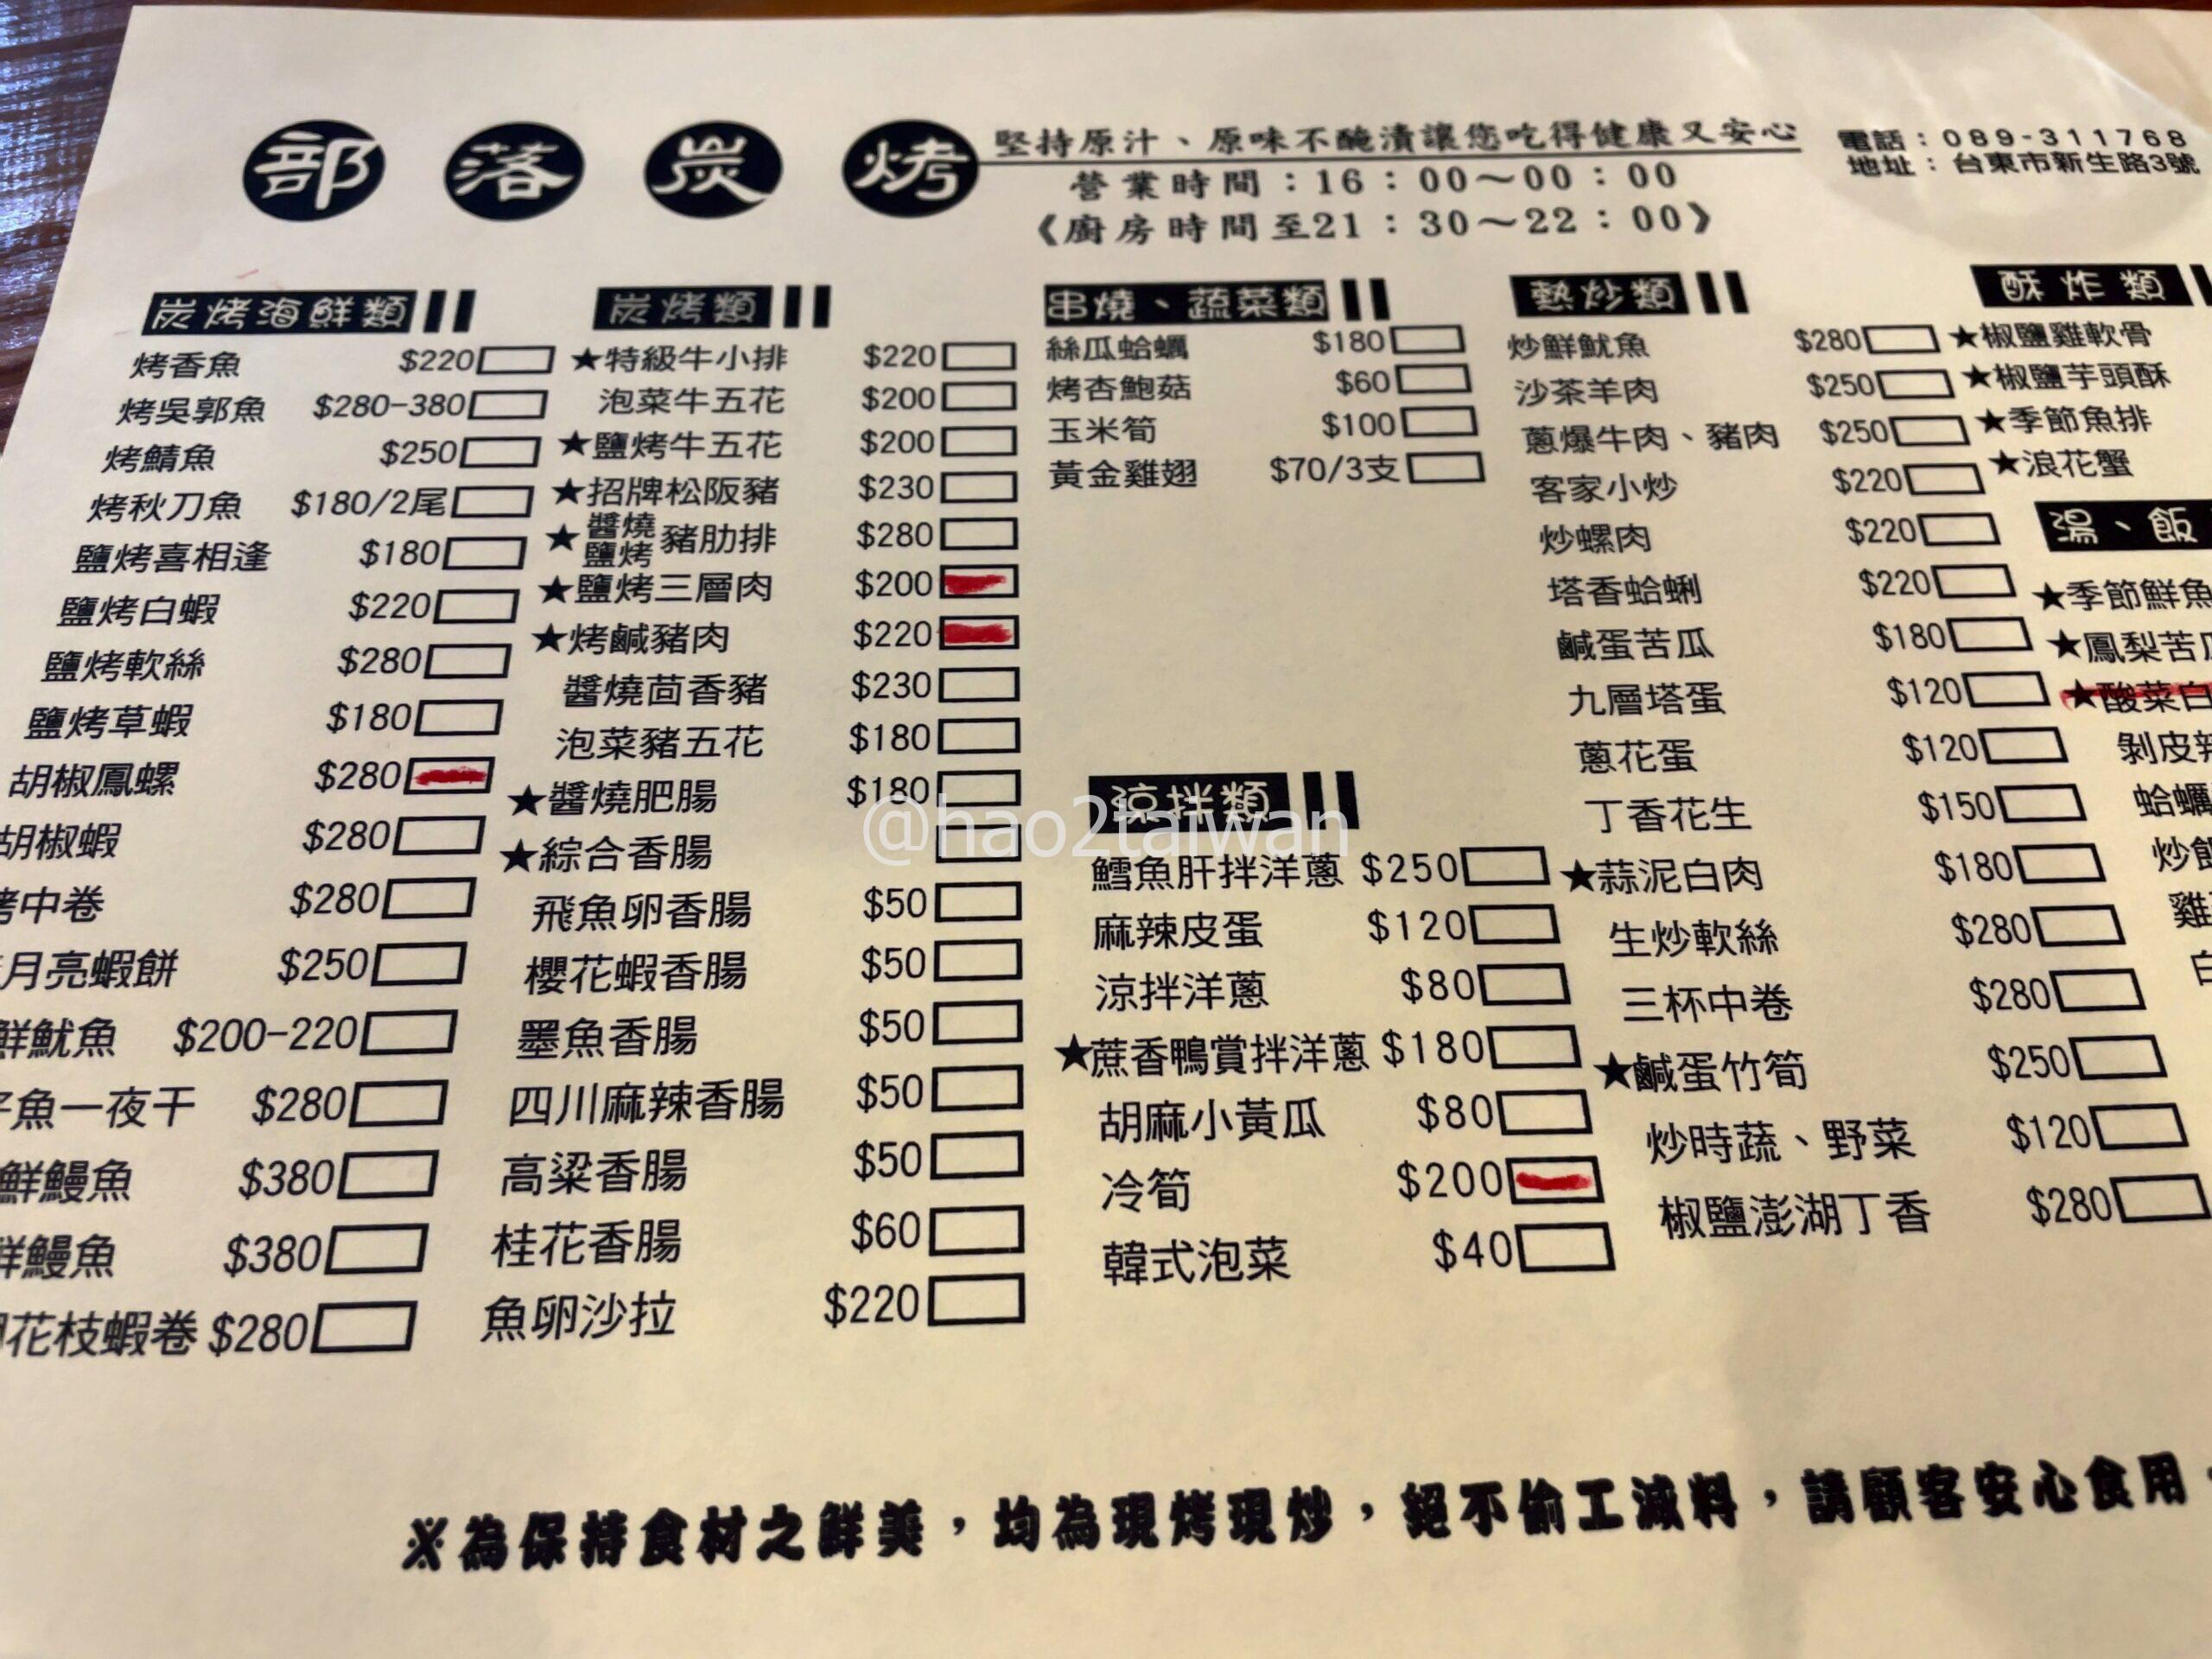 部落炭烤
堅持原汁、原味不醃漬讓您吃得健康又安心
營業時間：16：00～00：00
《廚房時間至21：30～22：00》
電話：089-311768
地址：台東市新生路3號
炭烤海鮮類
烤香魚 $220
烤吳郭魚 $280-380
烤鯖魚 $250
烤秋刀魚 $180/2尾
鹽烤喜相逢 $180
鹽烤白蝦 $220
鹽烤軟絲 $280
鹽烤草蝦 $180
胡椒鳳螺 $280
胡椒蝦 $280
烤中卷 $280
月亮蝦餅 $250
鮮魷魚 $200-220
魚一夜干 $280
鮮鰻魚 $380
鮮鰻魚 $380
花枝蝦卷 $280
炭烤類
★特級牛小排 $220
泡菜牛五花 $200
★鹽烤牛五花 $200
★招牌松阪豬 $230
★醬燒鹽烤豬肋排 $280
★鹽烤三層肉 $200
★烤鹹豬肉 $220
醬燒茴香豬 $230
泡菜豬五花 $180
★醬燒肥腸 $180
★綜合香腸
飛魚卵香腸 $50
櫻花蝦香腸 $50
墨魚香腸 $50
四川麻辣香腸 $50
高粱香腸 $50
桂花香腸 $60
魚卵沙拉 $220
串燒、蔬菜類
絲瓜蛤蠣 $180
烤杏鮑菇 $60
玉米筍 $100
黃金雞翅 $70/3支
涼拌類
鱈魚肝拌洋蔥 $250
麻辣皮蛋 $120
涼拌洋蔥 $80
★蔗香鴨賞拌洋蔥 $180
胡麻小黃瓜 $80
冷筍 $200
韓式泡菜 $40
熱炒類
炒鮮魷魚 $280
沙茶羊肉 $250
蔥爆牛肉、豬肉 $250
客家小炒 $220
炒螺肉 $220
塔香蛤蜊 $220
鹹蛋苦瓜 $180
九層塔蛋 $120
蔥花蛋 $120
丁香花生 $150
★蒜泥白肉 $180
生炒軟絲 $280
三杯中卷 $280
★鹹蛋竹筍 $250
炒時蔬、野菜 $120
椒鹽澎湖丁香 $280
酥炸類
★椒鹽雞軟骨
★椒鹽芋頭酥
★季節魚排
★浪花蟹
湯、飯
★季節鮮魚
★鳳梨苦瓜
★酸菜白
剝皮辣
蛤蠣
炒飯
雞
白
※為保持食材之鮮美，均為現烤現炒，絕不偷工減料，請顧客安心食用
@hao2taiwan